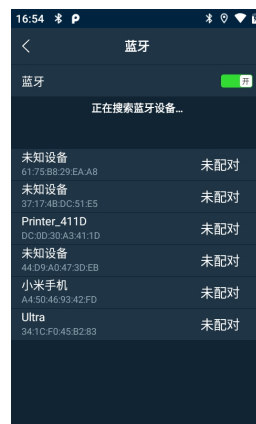 16:54
蓝牙
蓝牙 开
正在搜索蓝牙设备...
未知设备 未配对
61:75:B8:29:EA:A8
未知设备 未配对
37:17:4B:DC:51:E5
Printer_411D 未配对
DC:0D:30:A3:41:1D
未知设备 未配对
44:D9:A0:47:3D:EB
小米手机 未配对
A4:50:46:93:42:FD
Ultra 未配对
34:1C:F0:45:B2:83